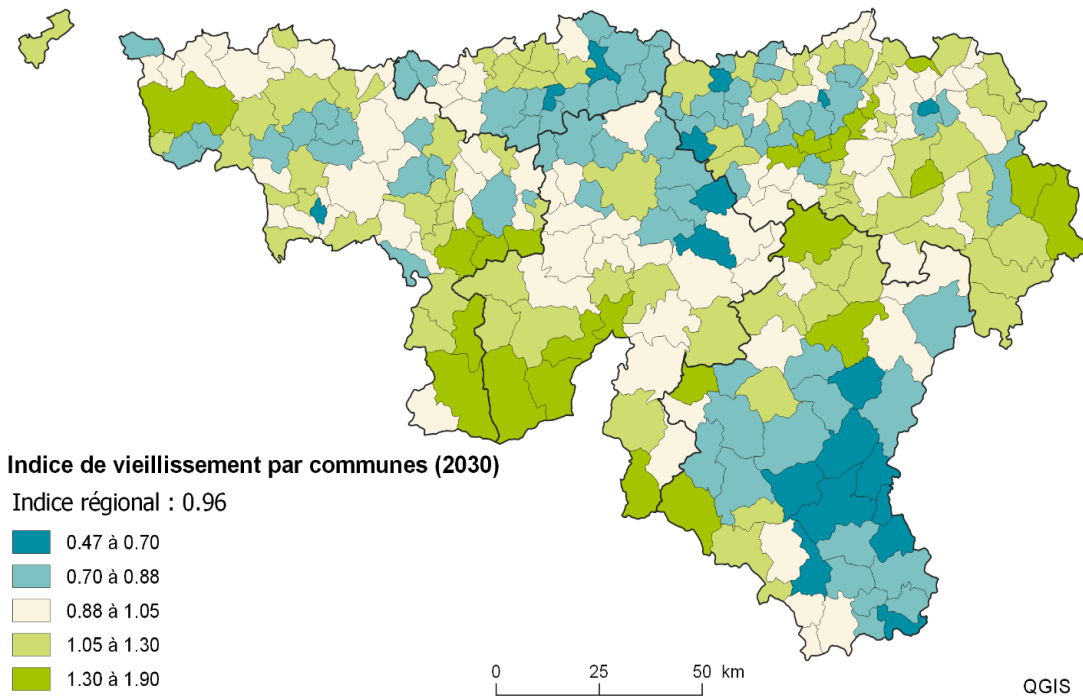 Indice de vieillissement par communes (2030)
Indice régional : 0.96
0.47 à 0.70
0.70 à 0.88
0.88 à 1.05
1.05 à 1.30
1.30 à 1.90
0 25 50 km
QGIS